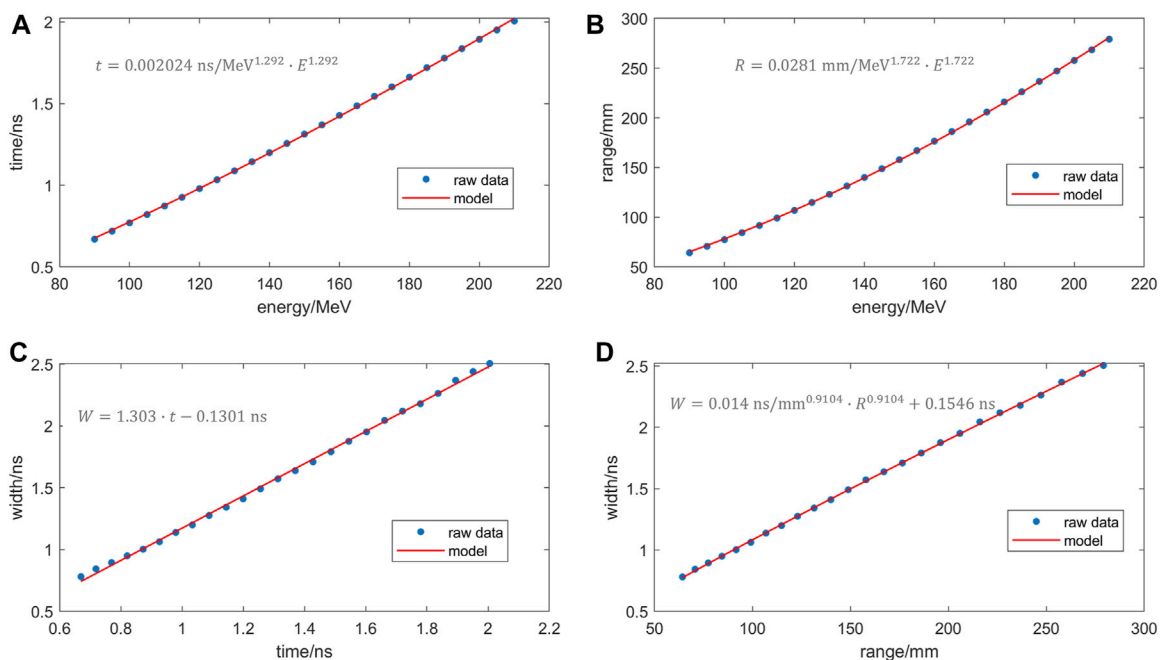 A
t = 0.002024 ns/MeV^1.292 · E^1.292
time/ns
2
1.5
1
0.5
raw data
model
80 100 120 140 160 180 200 220
energy/MeV
B
R = 0.0281 mm/MeV^1.722 · E^1.722
range/mm
300
250
200
150
100
50
raw data
model
80 100 120 140 160 180 200 220
energy/MeV
C
W = 1.303 · t − 0.1301 ns
width/ns
2.5
2
1.5
1
0.5
raw data
model
0.6 0.8 1 1.2 1.4 1.6 1.8 2 2.2
time/ns
D
W = 0.014 ns/mm^0.9104 · R^0.9104 + 0.1546 ns
width/ns
2.5
2
1.5
1
0.5
raw data
model
50 100 150 200 250 300
range/mm